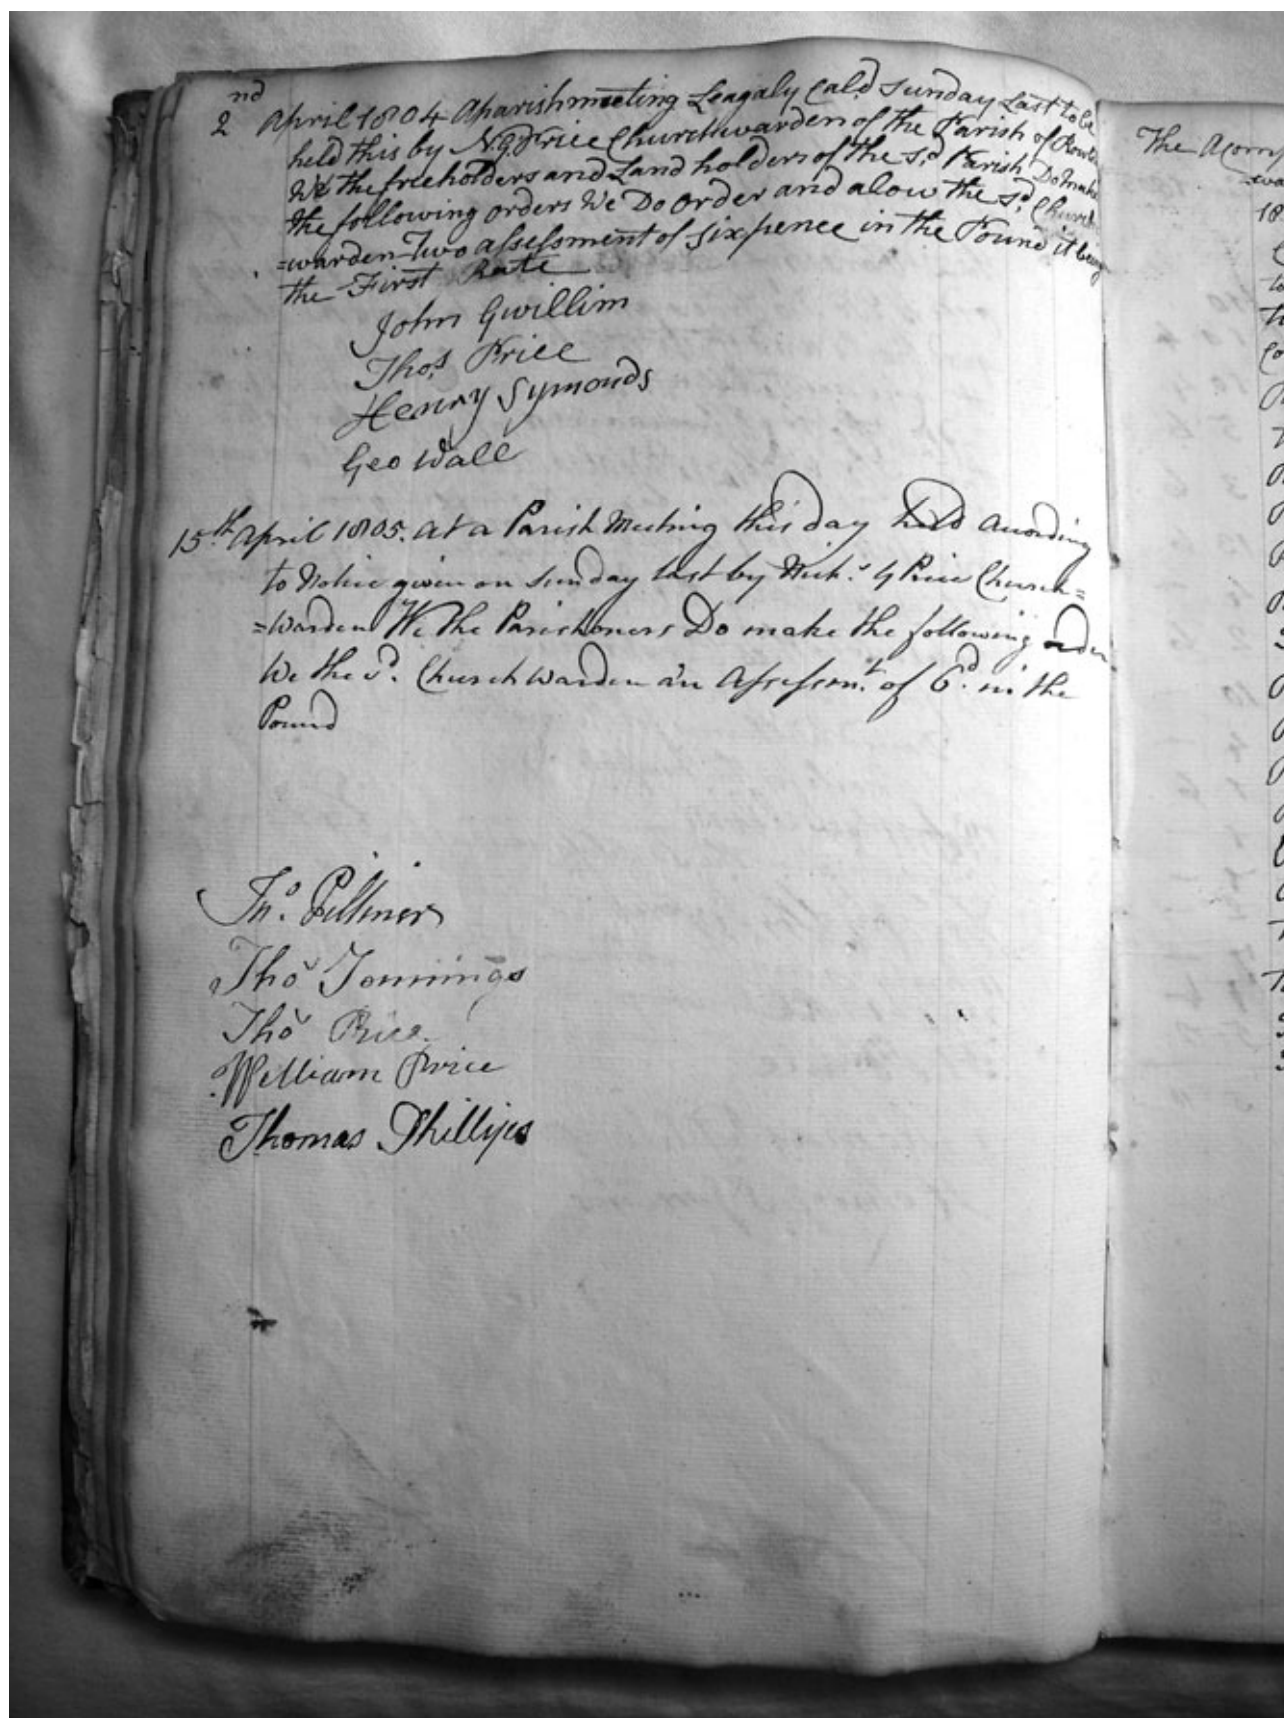 2nd April 1804 A parish meeting Leagaly Cal.d Sunday Last to be
held this by N.G. Price Churchwarden of the Parish of
We the freeholders and Land holders of the s.d Parish Do make
the following orders We Do order and alow the s.d Church
=warden Two assessment of sixpence in the Pound it being
the First Rate
John Gwillim
Tho.s Price
Henry Symonds
Geo Wall
15th April 1805. at a Parish Meeting this day held according
to Notice given on Sunday last by Nich.s G Price Church=
=Warden We the Parishoners Do make the following order
We the s.d Church Warden an Assessm.t of 6.d in the
Pound
Tho Jennings
Tho Price
William Price
Thomas Phillips
The
18